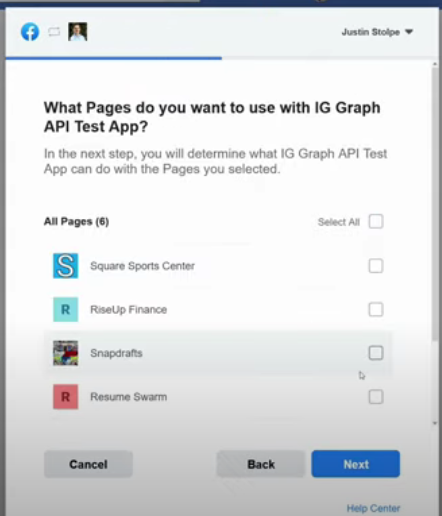 Justin Stolpe
What Pages do you want to use with IG Graph
API Test App?
In the next step, you will determine what IG Graph API Test
App can do with the Pages you selected.
All Pages (6)
Select All
S
Square Sports Center
R
RiseUp Finance
Snapdrafts
R
Resume Swarm
Cancel
Back
Next
Help Center